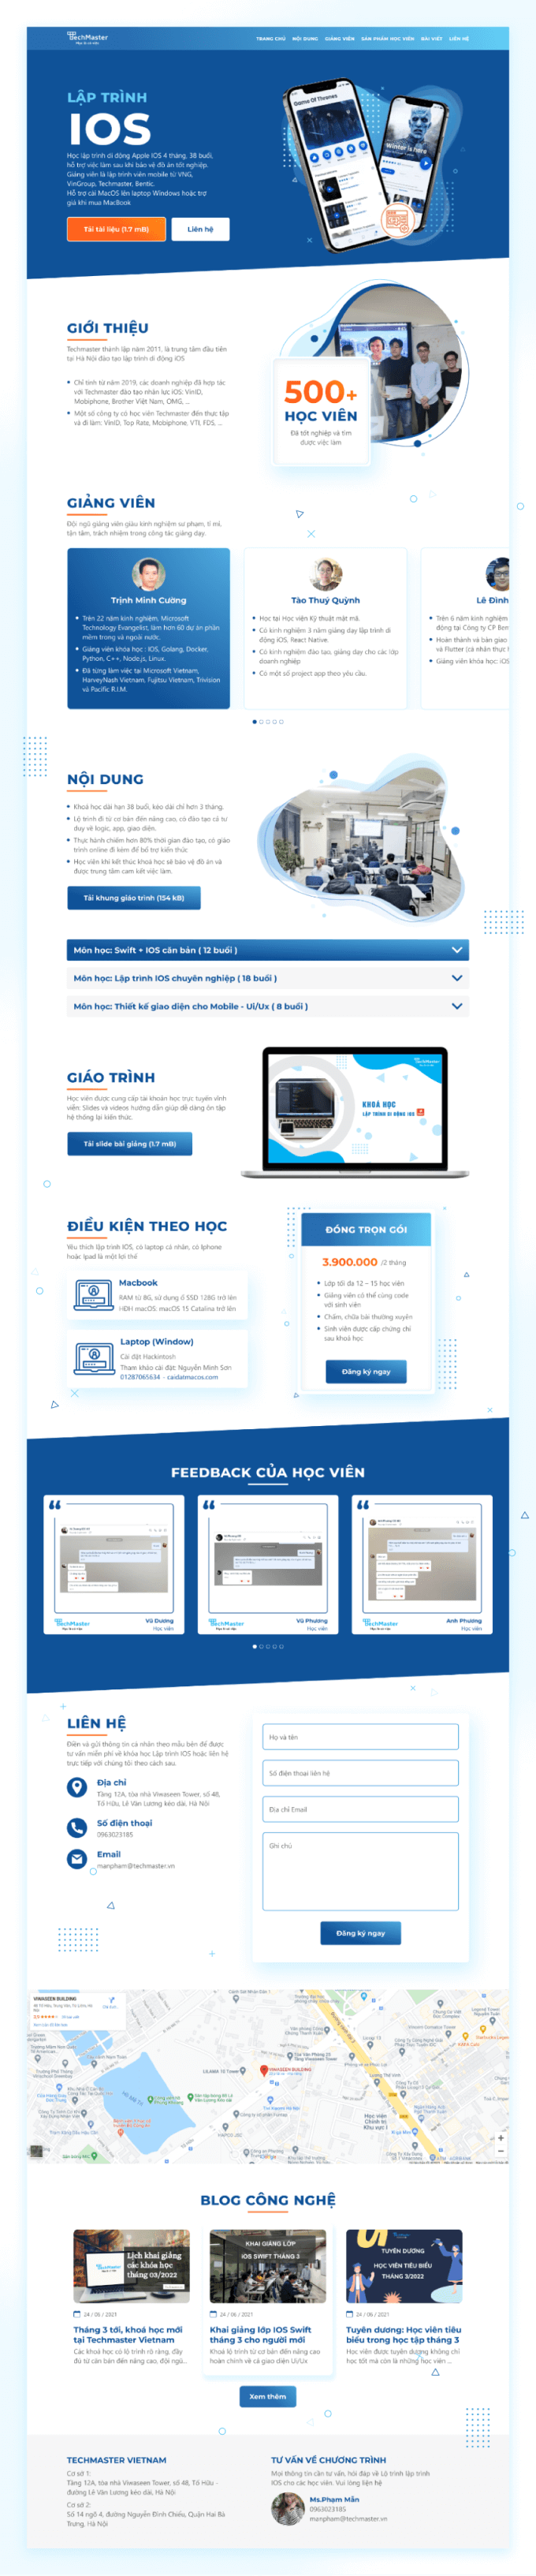 TechMaster
TRANG CHỦ NỘI DUNG GIẢNG VIÊN SẢN PHẨM HỌC VIÊN BÀI VIẾT LIÊN HỆ
LẬP TRÌNH
IOS
Học lập trình di động Apple IOS 4 tháng, 38 buổi,
hỗ trợ việc làm sau khi bảo vệ đồ án tốt nghiệp.
Giảng viên là lập trình viên mobile từ VNG,
VinGroup, Techmaster, Bentic.
Hỗ trợ cài MacOS lên laptop Windows hoặc trợ
giá khi mua MacBook
Tải tài liệu (1.7 mB)
Liên hệ
Game Of Thrones
Winter is here
GIỚI THIỆU
Techmaster thành lập năm 2011, là trung tâm đầu tiên
tại Hà Nội đào tạo lập trình di động iOS
Chỉ tính từ năm 2019, các doanh nghiệp đã hợp tác
với Techmaster đào tạo nhân lực iOS: VinID,
Mobiphone, Brother Việt Nam, OMG, ...
Một số công ty có học viên Techmaster đến thực tập
và đi làm: VinID, Top Rate, Mobiphone, VTI, FDS, ...
500+
HỌC VIÊN
Đã tốt nghiệp và tìm
được việc làm
GIẢNG VIÊN
Đội ngũ giảng viên giàu kinh nghiệm sư phạm, tỉ mỉ,
tận tâm, trách nhiệm trong công tác giảng dạy.
Trịnh Minh Cường
Trên 22 năm kinh nghiệm, Microsoft
Technology Evangelist, làm hơn 60 dự án phần
mềm trong và ngoài nước.
Giảng viên khóa học : IOS, Golang, Docker,
Python, C++, Node.js, Linux.
Đã từng làm việc tại Microsoft Vietnam,
HarveyNash Vietnam, Fujitsu Vietnam, Trivision
và Pacific R.I.M.
Tào Thuý Quỳnh
Học tại Học viện Kỹ thuật mật mã.
Có kinh nghiệm 3 năm giảng dạy lập trình di
động iOS, React Native.
Có kinh nghiệm đào tạo, giảng dạy cho các lớp
doanh nghiệp
Có một số project app theo yêu cầu.
Lê Đình
Trên 6 năm kinh nghiệm
động tại Công ty CP Ben
Hoàn thành và bàn giao
và Flutter (cá nhân thực
Giảng viên khóa học: iOS
NỘI DUNG
Khoá học dài hạn 38 buổi, kéo dài chỉ hơn 3 tháng.
Lộ trình đi từ cơ bản đến nâng cao, có đào tạo cả tư
duy về logic, app, giao diện.
Thực hành chiếm hơn 80% thời gian đào tạo, có giáo
trình online đi kèm để bổ trợ kiến thức.
Học viên khi kết thúc khoá học sẽ bảo vệ đồ án và
được trung tâm cam kết việc làm.
Tải khung giáo trình (154 kB)
Môn học: Swift + IOS căn bản ( 12 buổi )
Môn học: Lập trình IOS chuyên nghiệp ( 18 buổi )
Môn học: Thiết kế giao diện cho Mobile - Ui/Ux ( 8 buổi )
GIÁO TRÌNH
Học viên được cung cấp tài khoản học trực tuyến vĩnh
viễn: Slides và videos hướng dẫn giúp dễ dàng ôn tập
hệ thống lại kiến thức.
Tải slide bài giảng (1.7 mB)
KHOÁ HỌC
LẬP TRÌNH DI ĐỘNG IOS
ĐIỀU KIỆN THEO HỌC
Yêu thích lập trình IOS, có laptop cá nhân, có Iphone
hoặc Ipad là một lợi thế
Macbook
RAM từ 8G, sử dụng ổ SSD 128G trở lên
HĐH macOS: macOS 15 Catalina trở lên
Laptop (Window)
Cài đặt Hackintosh
Tham khảo cài đặt: Nguyễn Minh Sơn
01287065634 - caidatmacos.com
ĐÓNG TRỌN GÓI
3.900.000 /2 tháng
Lớp tối đa 12 – 15 học viên
Giảng viên có thể cùng code
với sinh viên
Chấm, chữa bài thường xuyên
Sinh viên được cấp chứng chỉ
sau khoá học
Đăng ký ngay
FEEDBACK CỦA HỌC VIÊN
TechMaster
Vũ Dương
Học viên
TechMaster
Vũ Phương
Học viên
TechMaster
Anh Phương
Học viên
LIÊN HỆ
Điền và gửi thông tin cá nhân theo mẫu bên để được
tư vấn miễn phí về khóa học Lập trình IOS hoặc liên hệ
trực tiếp với chúng tôi theo cách sau.
Địa chỉ
Tầng 12A, tòa nhà Viwaseen Tower, số 48,
Tố Hữu, Lê Văn Lương kéo dài, Hà Nội
Số điện thoại
0963023185
Email
manpham@techmaster.vn
Họ và tên
Số điện thoại liên hệ
Địa chỉ Email
Ghi chú
Đăng ký ngay
VIWASEEN BUILDING
LILAMA 10 Tower
HAPCO JSC
BLOG CÔNG NGHỆ
TechMaster
Lịch khai giảng
các khóa học
tháng 03/2022
24 / 06 / 2021
Tháng 3 tới, khoá học mới
tại Techmaster Vietnam
Các khoá học có lộ trình rõ ràng, đầy
đủ từ căn bản đến nâng cao, đội ngũ...
KHAI GIẢNG LỚP
IOS SWIFT THÁNG 3
24 / 06 / 2021
Khai giảng lớp IOS Swift
tháng 3 cho người mới
Khoá lộ trình từ cơ bản đến nâng cao
hoàn chỉnh về cả giao diện Ui/Ux
TUYÊN DƯƠNG
HỌC VIÊN TIÊU BIỂU
THÁNG 3/2022
24 / 06 / 2021
Tuyên dương: Học viên tiêu
biểu trong học tập tháng 3
Học viên được tuyên dương không chỉ
học tốt mà còn là những học viên ...
Xem thêm
TECHMASTER VIETNAM
Cơ sở 1:
Tầng 12A, tòa nhà Viwaseen Tower, số 48, Tố Hữu -
đường Lê Văn Lương kéo dài, Hà Nội
Cơ sở 2:
Số 14 ngõ 4, đường Nguyễn Đình Chiểu, Quận Hai Bà
Trưng, Hà Nội
TƯ VẤN VỀ CHƯƠNG TRÌNH
Mọi thông tin cần tư vấn, hỏi đáp về Lộ trình lập trình
IOS cho các học viên. Vui lòng liên hệ
Ms.Phạm Mẫn
0963023185
manpham@techmaster.vn